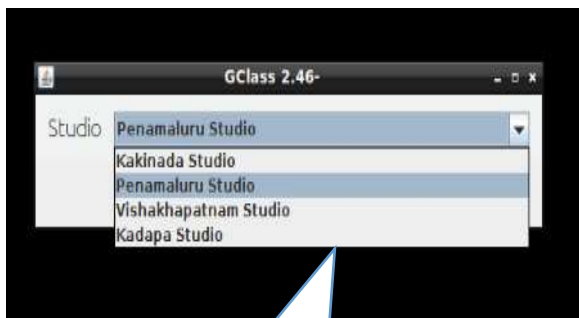 GClass 2.46-
Studio Penamaluru Studio
Kakinada Studio
Penamaluru Studio
Vishakhapatnam Studio
Kadapa Studio